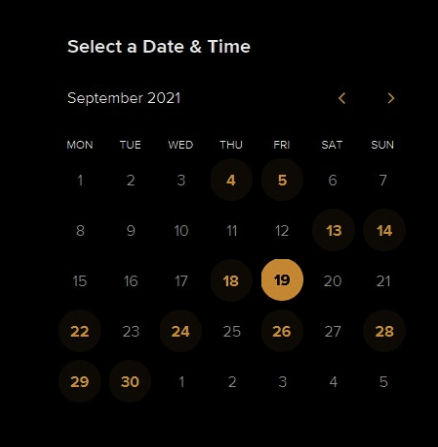 Select a Date & Time
September 2021
MON TUE WED THU FRI SAT SUN
1 2 3 4 5 6 7
8 9 10 11 12 13 14
15 16 17 18 19 20 21
22 23 24 25 26 27 28
29 30 1 2 3 4 5